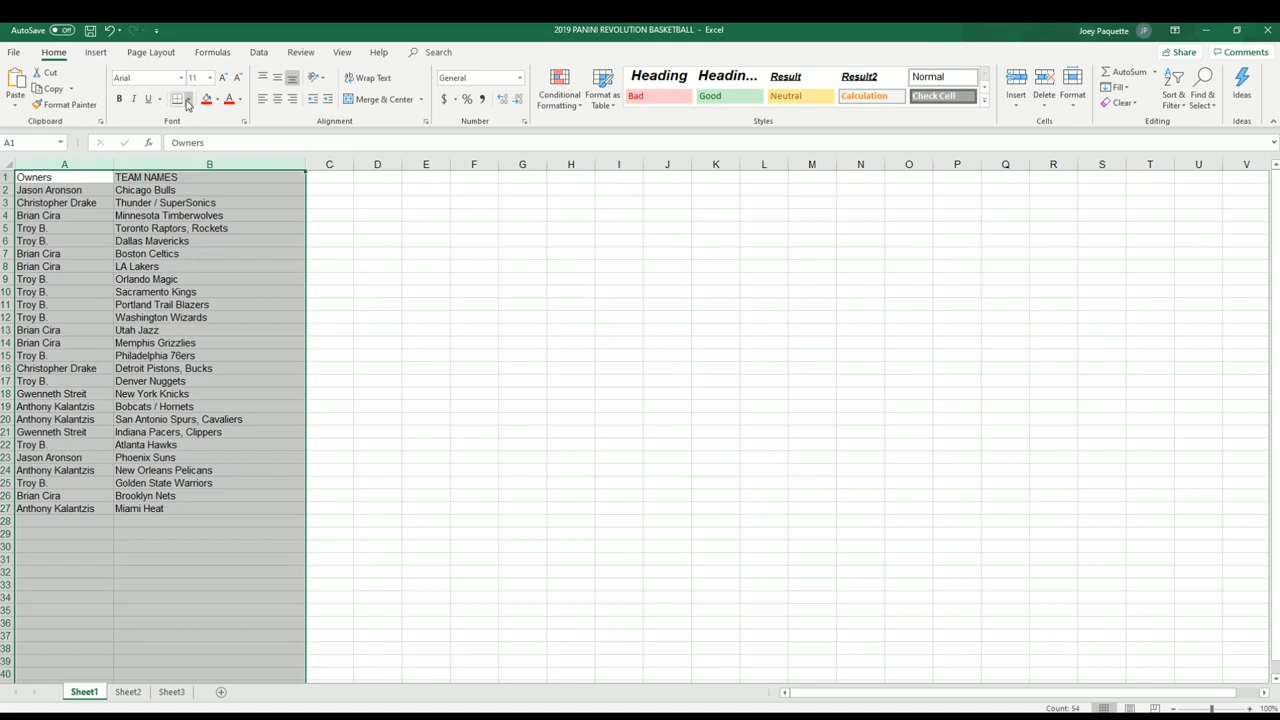 AutoSave Off 2019 PANINI REVOLUTION BASKETBALL - Excel Joey Paquette JP
File Home Insert Page Layout Formulas Data Review View Help Search Share Comments
Paste Cut Copy Format Painter Clipboard
Arial 11 B I U A Font
Wrap Text Merge & Center Alignment
General $ % , Number
Conditional Formatting Format as Table
Heading Headin... Result Result2 Normal
Bad Good Neutral Calculation Check Cell
Styles
Insert Delete Format Cells
AutoSum Fill Clear Sort & Filter Find & Select Editing
Ideas Ideas
A1 fx Owners
A B C D E F G H I J K L M N O P Q R S T U V
1 Owners TEAM NAMES
2 Jason Aronson Chicago Bulls
3 Christopher Drake Thunder / SuperSonics
4 Brian Cira Minnesota Timberwolves
5 Troy B. Toronto Raptors, Rockets
6 Troy B. Dallas Mavericks
7 Brian Cira Boston Celtics
8 Brian Cira LA Lakers
9 Troy B. Orlando Magic
10 Troy B. Sacramento Kings
11 Troy B. Portland Trail Blazers
12 Troy B. Washington Wizards
13 Brian Cira Utah Jazz
14 Brian Cira Memphis Grizzlies
15 Troy B. Philadelphia 76ers
16 Christopher Drake Detroit Pistons, Bucks
17 Troy B. Denver Nuggets
18 Gwenneth Streit New York Knicks
19 Anthony Kalantzis Bobcats / Hornets
20 Anthony Kalantzis San Antonio Spurs, Cavaliers
21 Gwenneth Streit Indiana Pacers, Clippers
22 Troy B. Atlanta Hawks
23 Jason Aronson Phoenix Suns
24 Anthony Kalantzis New Orleans Pelicans
25 Troy B. Golden State Warriors
26 Brian Cira Brooklyn Nets
27 Anthony Kalantzis Miami Heat
28
29
30
31
32
33
34
35
36
37
38
39
40
Sheet1 Sheet2 Sheet3
Count: 54 100%